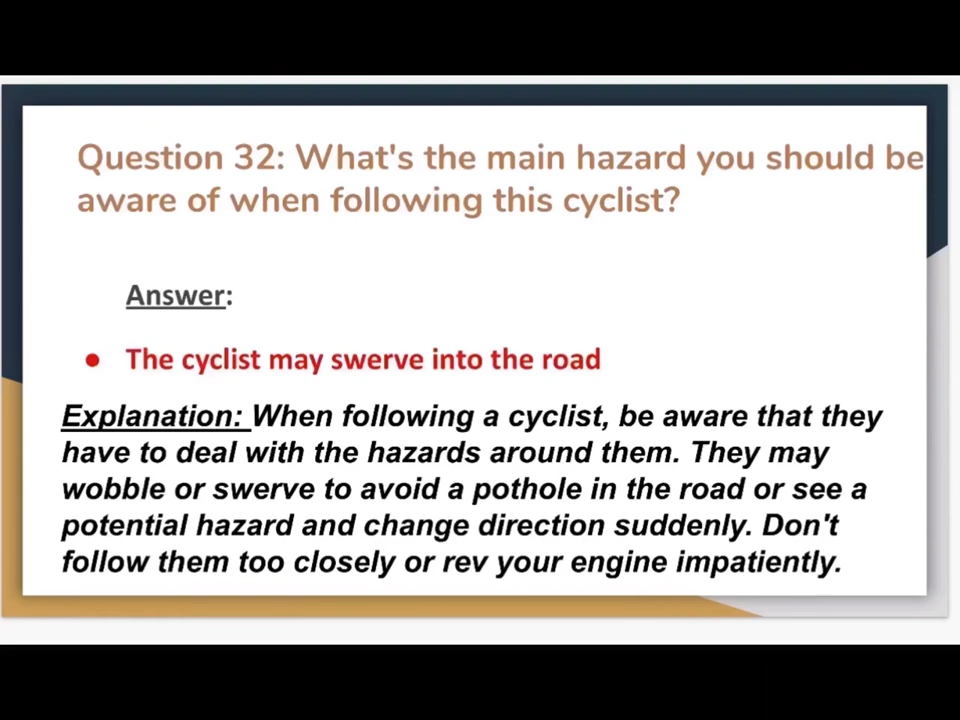 Question 32: What's the main hazard you should be
aware of when following this cyclist?
Answer:
● The cyclist may swerve into the road
Explanation: When following a cyclist, be aware that they
have to deal with the hazards around them. They may
wobble or swerve to avoid a pothole in the road or see a
potential hazard and change direction suddenly. Don't
follow them too closely or rev your engine impatiently.